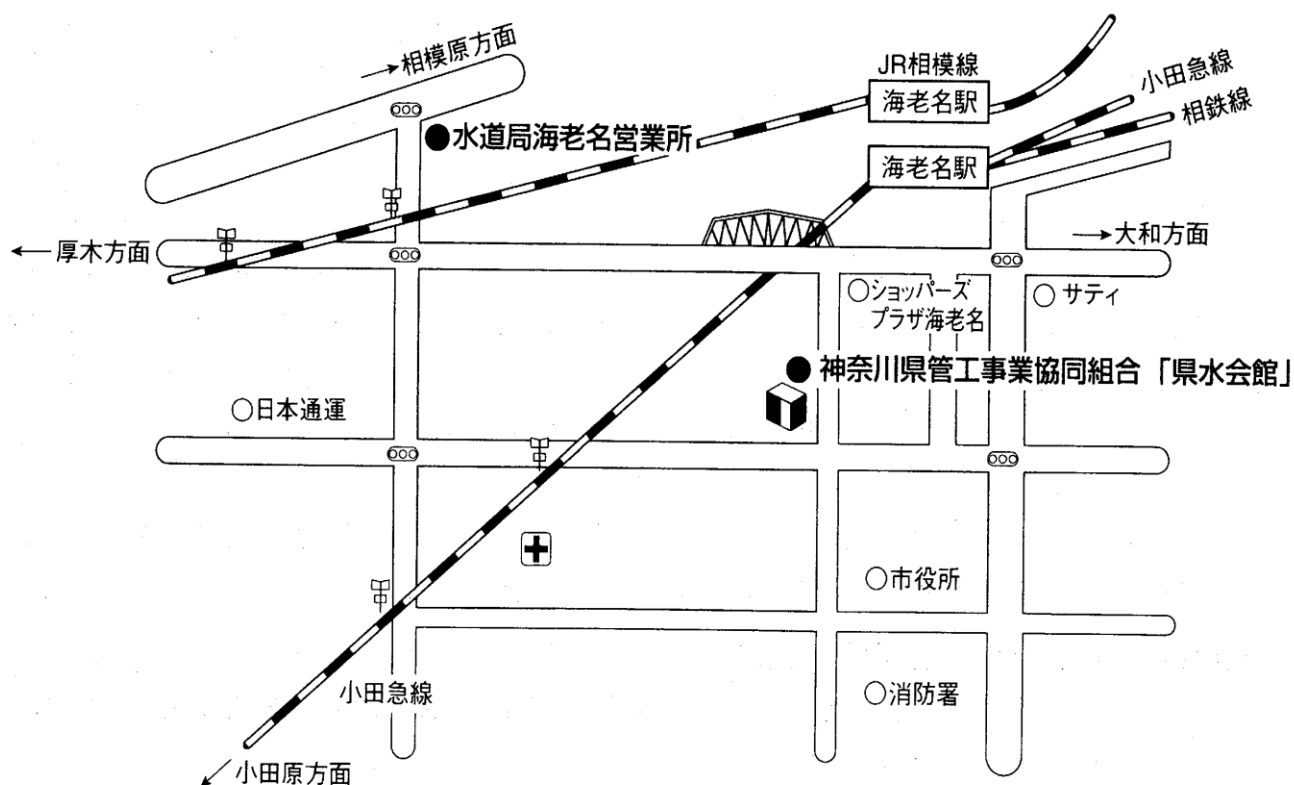 →相模原方面
JR相模線
海老名駅
小田急線
相鉄線
●水道局海老名営業所
海老名駅
←厚木方面
→大和方面
○ショッパーズ
プラザ海老名
○サティ
●神奈川県管工事業協同組合「県水会館」
○日本通運
○市役所
小田急線
○消防署
小田原方面